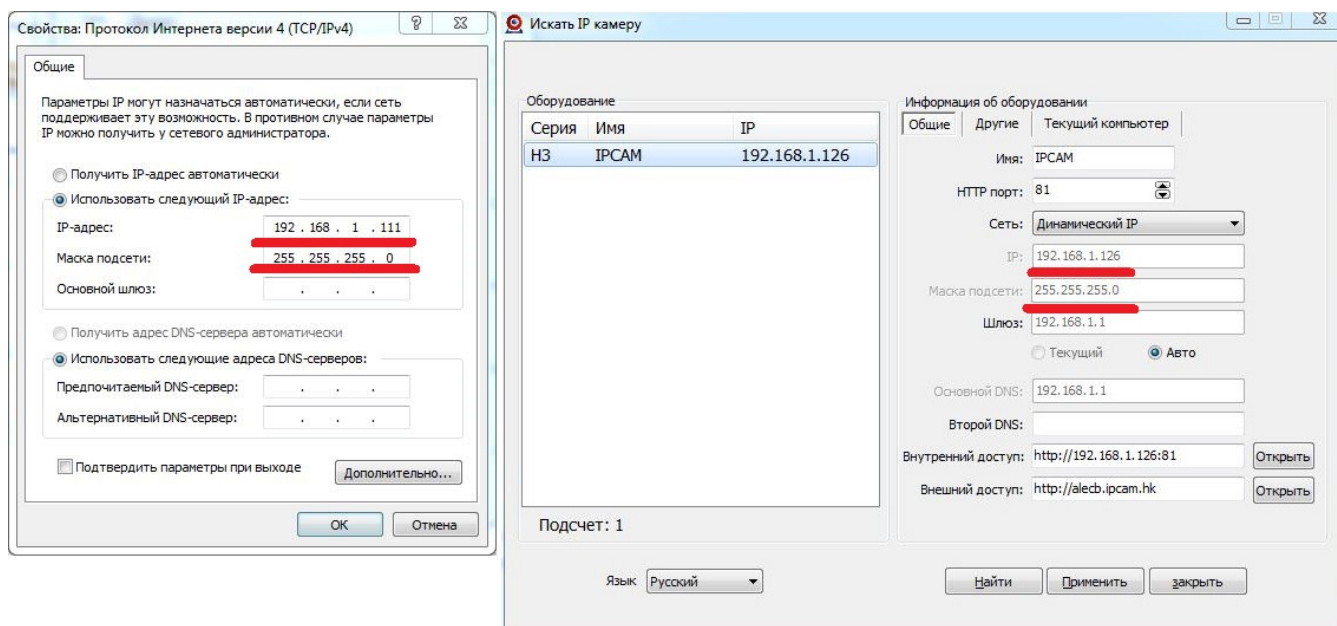 Свойства: Протокол Интернета версии 4 (TCP/IPv4)
Общие
Параметры IP могут назначаться автоматически, если сеть
поддерживает эту возможность. В противном случае параметры
IP можно получить у сетевого администратора.
Получить IP-адрес автоматически
Использовать следующий IP-адрес:
IP-адрес: 192 . 168 . 1 . 111
Маска подсети: 255 . 255 . 255 . 0
Основной шлюз: . . .
Получить адрес DNS-сервера автоматически
Использовать следующие адреса DNS-серверов:
Предпочитаемый DNS-сервер: . . .
Альтернативный DNS-сервер: . . .
Подтвердить параметры при выходе Дополнительно...
OK Отмена
Искать IP камеру
Оборудование
Серия Имя IP
H3 IPCAM 192.168.1.126
Подсчет: 1
Информация об оборудовании
Общие Другие Текущий компьютер
Имя: IPCAM
HTTP порт: 81
Сеть: Динамический IP
IP: 192.168.1.126
Маска подсети: 255.255.255.0
Шлюз: 192.168.1.1
Текущий Авто
Основной DNS: 192.168.1.1
Второй DNS:
Внутренний доступ: http://192.168.1.126:81 Открыть
Внешний доступ: http://alecb.ipcam.hk Открыть
Язык Русский Найти Применить закрыть